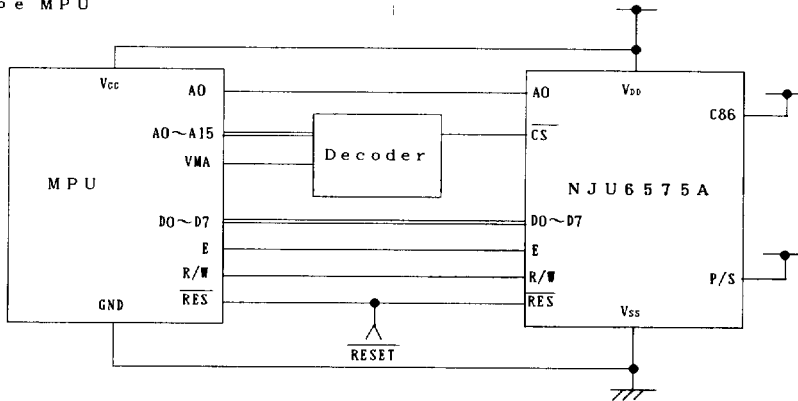 pe MPU
Vcc
A0
A0~A15
VMA
MPU
D0~D7
E
R/W
RES
GND
Decoder
RESET
VDD
A0
CS
C86
NJU6575A
D0~D7
E
R/W
RES
P/S
VSS